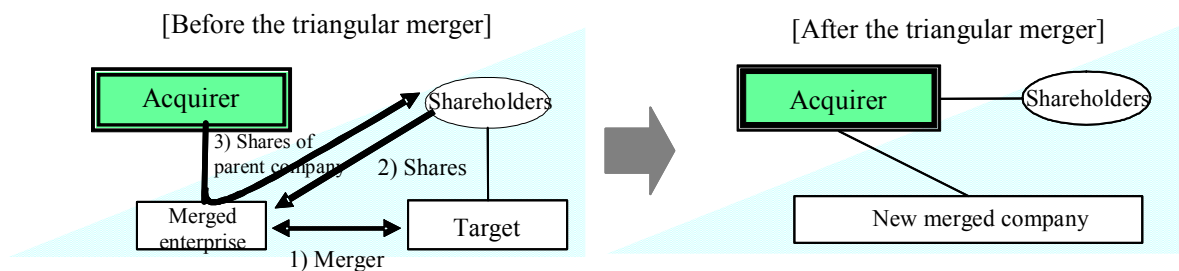 [Before the triangular merger]
Acquirer
Shareholders
3) Shares of
parent company
2) Shares
Merged
enterprise
Target
1) Merger
[After the triangular merger]
Acquirer
Shareholders
New merged company